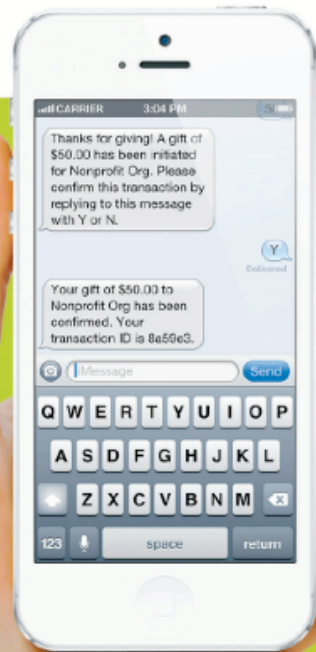 CARRIER 3:04 PM
Thanks for giving! A gift of
$50.00 has been initiated
for Nonprofit Org. Please
confirm this transaction by
replying to this message
with Y or N.
Y
Delivered
Your gift of $50.00 to
Nonprofit Org has been
confirmed. Your
transaction ID is 8a59e3.
iMessage Send
Q W E R T Y U I O P
A S D F G H J K L
Z X C V B N M
123 space return